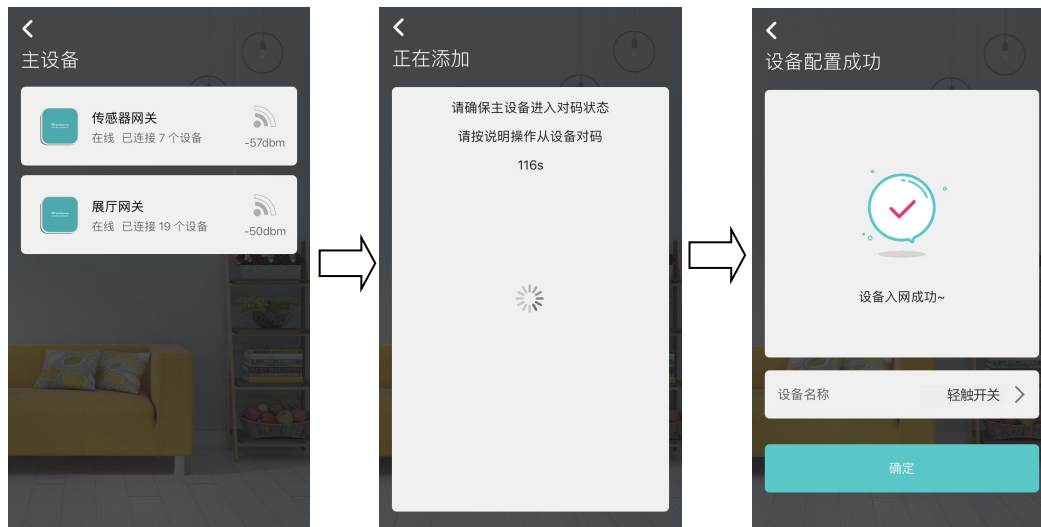 主设备
传感器网关
在线 已连接 7 个设备
-57dbm
展厅网关
在线 已连接 19 个设备
-50dbm
正在添加
请确保主设备进入对码状态
请按说明操作从设备对码
116s
设备配置成功
设备入网成功~
设备名称
轻触开关
确定